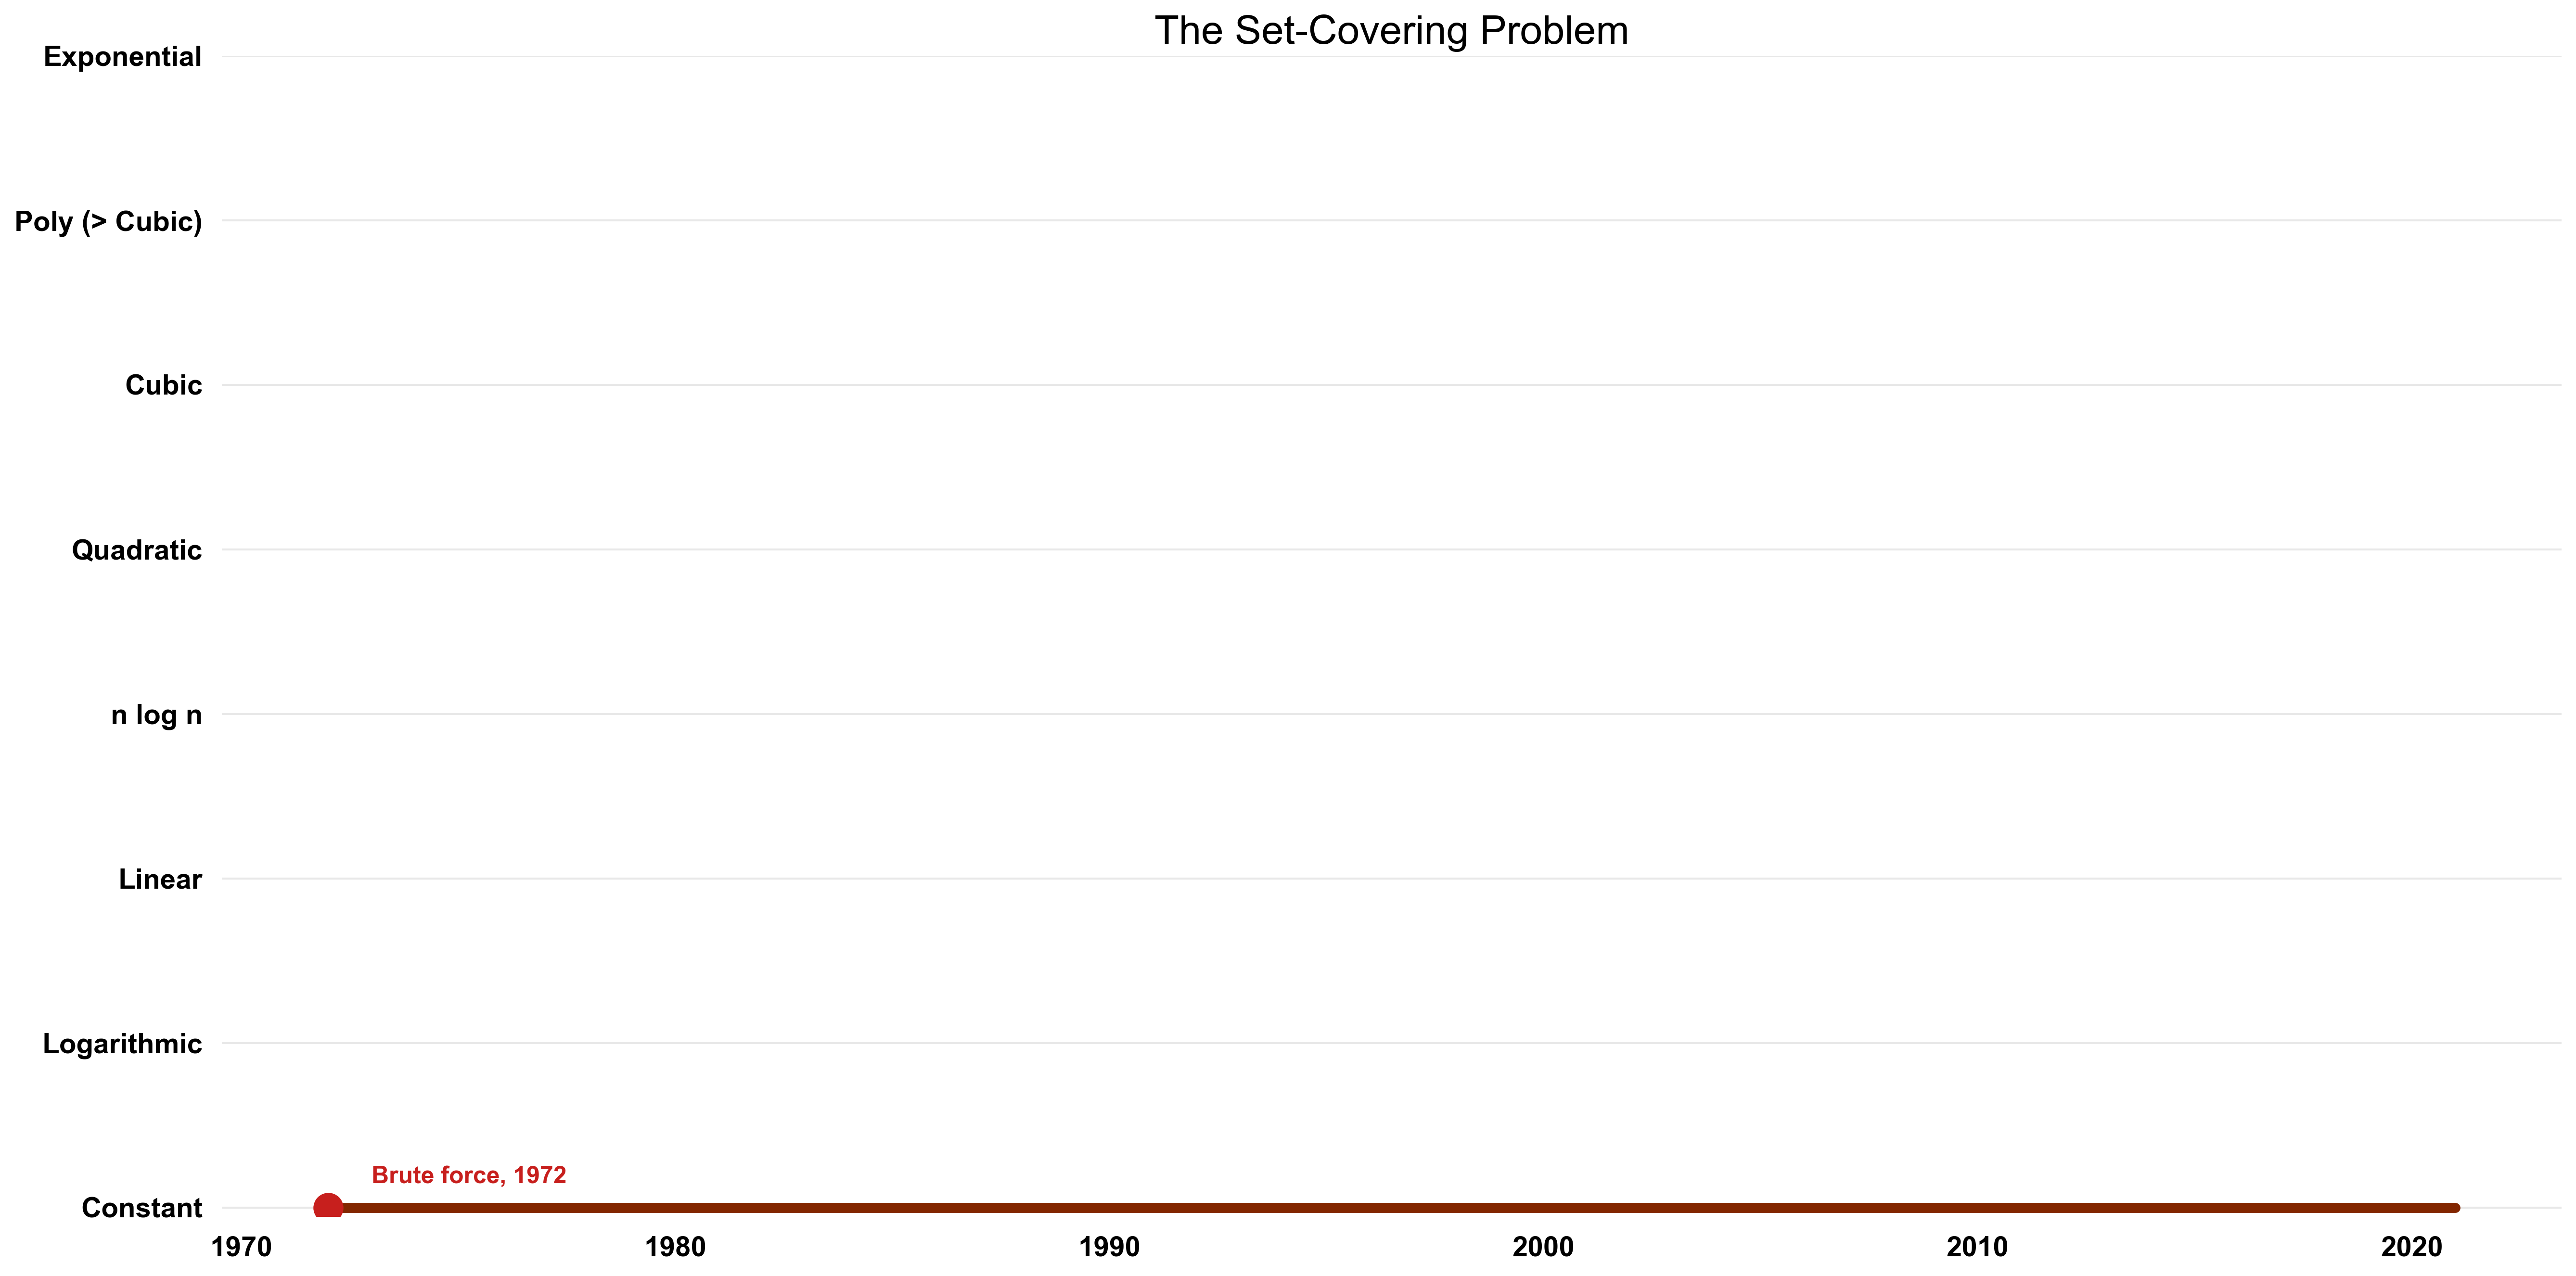 The Set-Covering Problem
Exponential
Poly (> Cubic)
Cubic
Quadratic
n log n
Linear
Logarithmic
Brute force, 1972
Constant
1970 1980 1990 2000 2010 2020